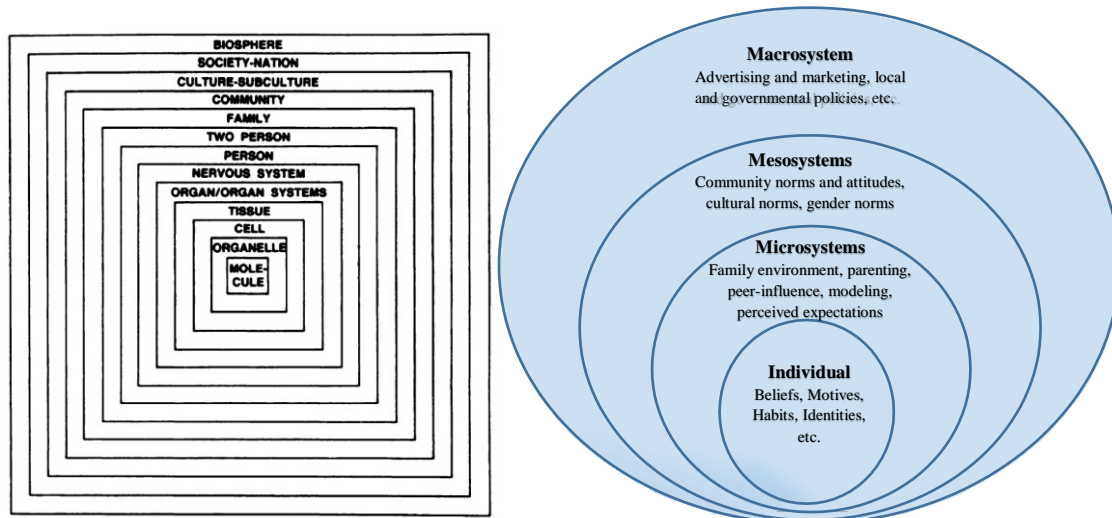 BIOSPHERE
SOCIETY-NATION
CULTURE-SUBCULTURE
COMMUNITY
FAMILY
TWO PERSON
PERSON
NERVOUS SYSTEM
ORGAN/ORGAN SYSTEMS
TISSUE
CELL
ORGANELLE
MOLE-
CULE
Macrosystem
Advertising and marketing, local
and governmental policies, etc.
Mesosystems
Community norms and attitudes,
cultural norms, gender norms
Microsystems
Family environment, parenting,
peer-influence, modeling,
perceived expectations
Individual
Beliefs, Motives,
Habits, Identities,
etc.